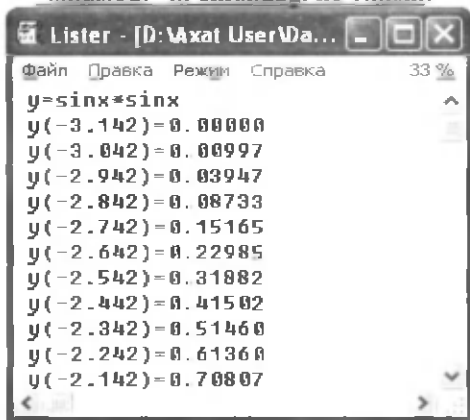 Lister - [D:\Axat User\Da...
Файл Правка Режим Справка 33 %
y=sinx*sinx
y(-3.142)=0.00000
y(-3.042)=0.00997
y(-2.942)=0.03947
y(-2.842)=0.08733
y(-2.742)=0.15165
y(-2.642)=0.22985
y(-2.542)=0.31882
y(-2.442)=0.41502
y(-2.342)=0.51460
y(-2.242)=0.61360
y(-2.142)=0.70807